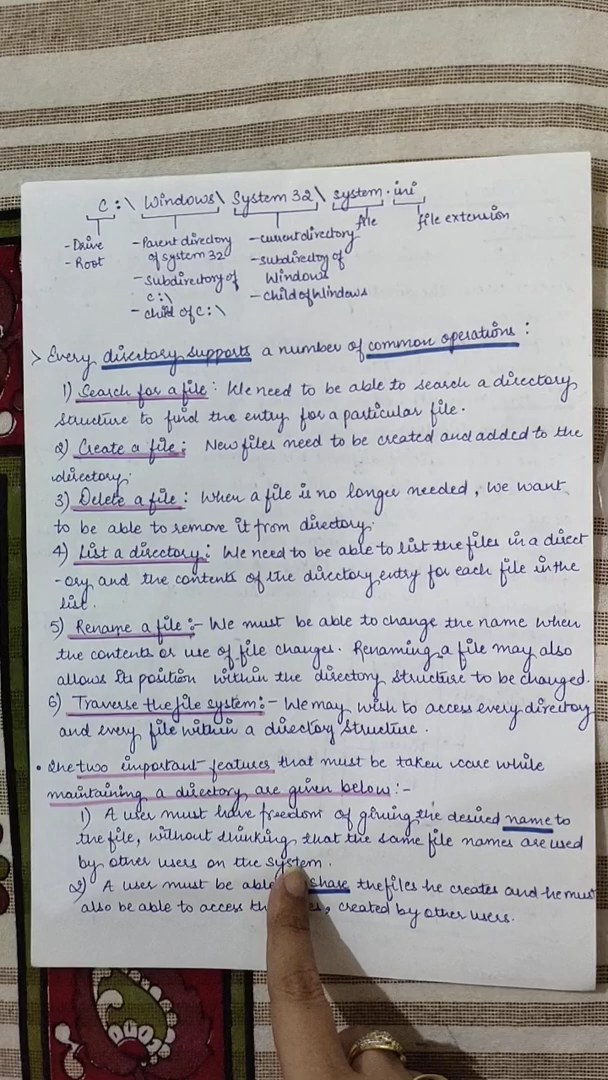 C:\ Windows\ System 32\ system.ini
file file extension
- Drive - Parent directory - current directory
- Root of system 32 - subdirectory of
- subdirectory of Windows
C:\ - child of Windows
- child of C:\
> Every directory supports a number of common operations :
1) Search for a file : We need to be able to search a directory
structure to find the entry for a particular file.
2) Create a file : New files need to be created and added to the
directory.
3) Delete a file : When a file is no longer needed, we want
to be able to remove it from directory.
4) List a directory : We need to be able to list the files in a direct
-ory, and the contents of the directory entry for each file in the
list.
5) Rename a file :- We must be able to change the name when
the contents or use of file changes. Renaming a file may also
allows its position within the directory structure to be changed.
6) Traverse the file system :- We may wish to access every directory
and every file within a directory structure.
• The two important features that must be taken care while
maintaining a directory are given below :-
1) A user must have freedom of giving the desired name to
the file, without thinking, that the same file names are used
by other users on the system.
2) A user must be able share the files he creates and he must
also be able to access , created by other users.